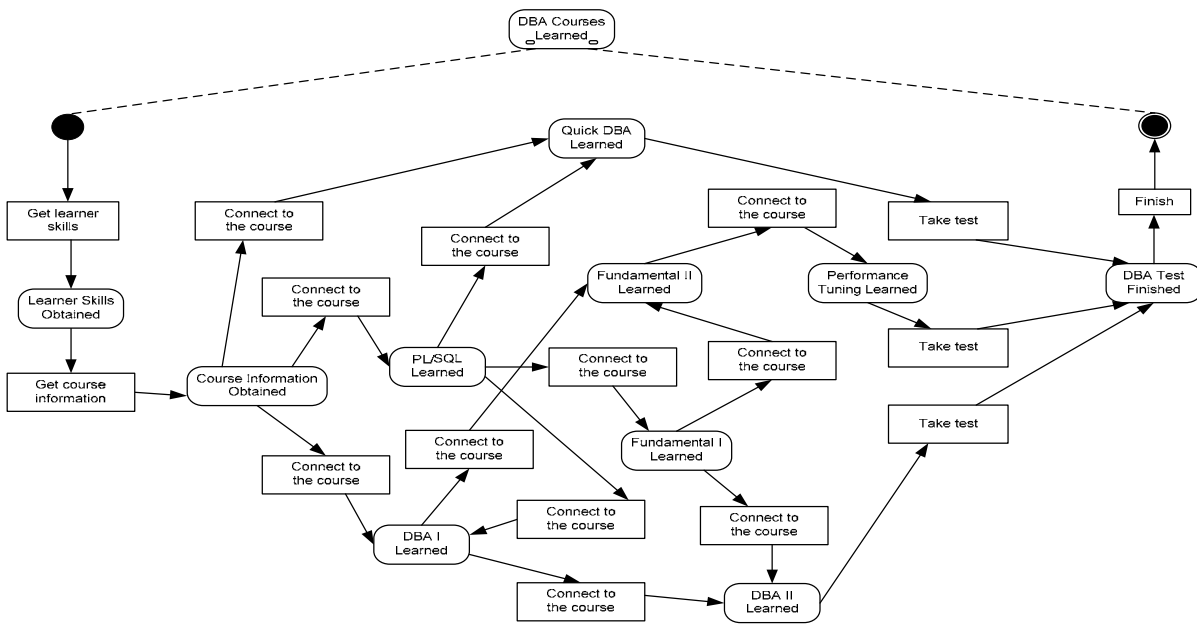 DBA Courses
Learned
Quick DBA
Learned
Get learner
skills
Connect to
the course
Connect to
the course
Connect to
the course
Take test
Finish
Learner Skills
Obtained
Connect to
the course
Fundamental II
Learned
Performance
Tuning Learned
DBA Test
Finished
Get course
information
Course Information
Obtained
PL/SQL
Learned
Connect to
the course
Connect to
the course
Take test
Connect to
the course
Connect to
the course
Fundamental I
Learned
Take test
DBA I
Learned
Connect to
the course
Connect to
the course
Connect to
the course
DBA II
Learned